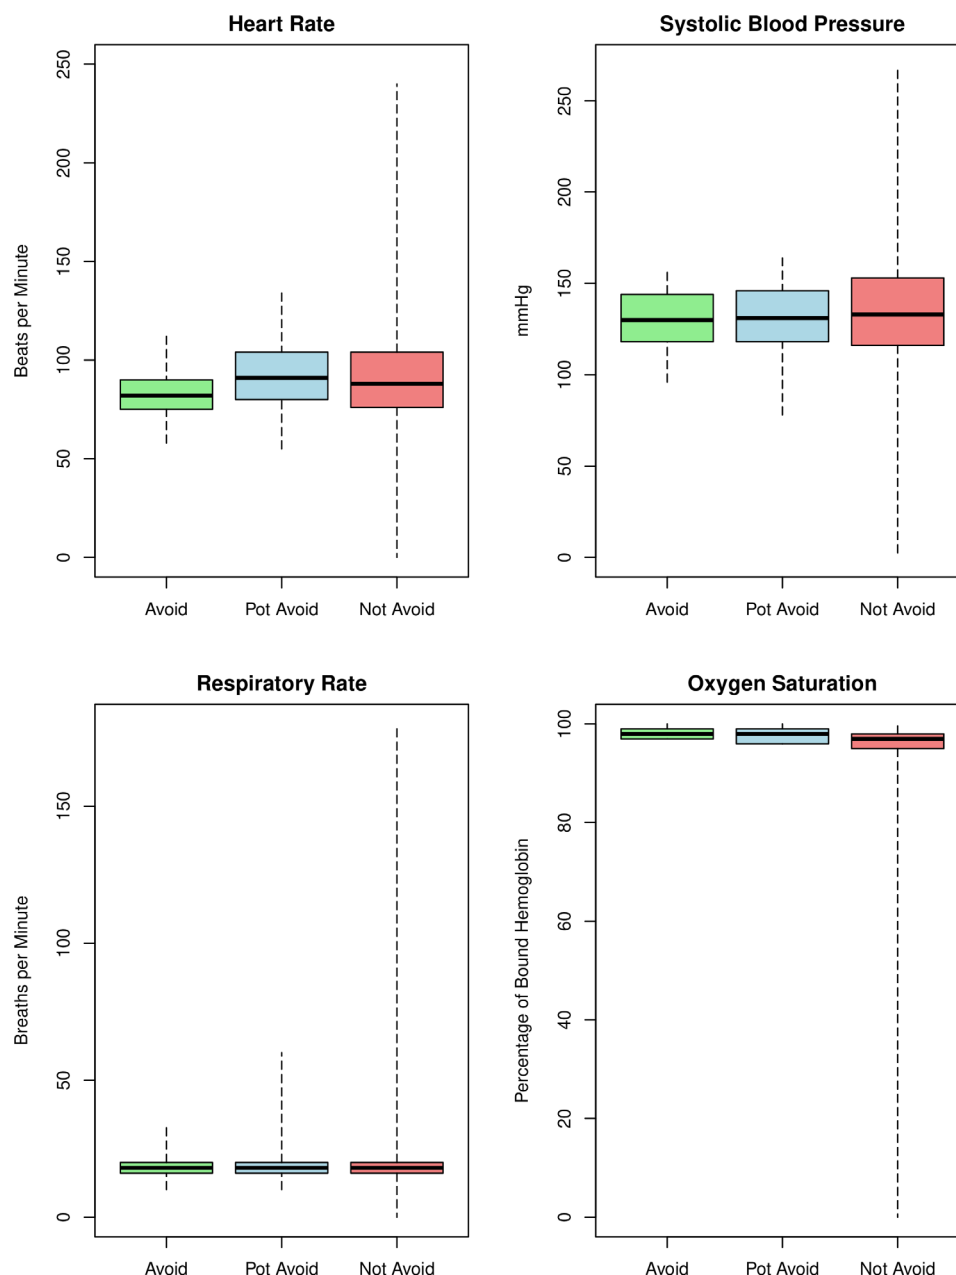 Heart Rate
Beats per Minute
250
200
150
100
50
0
Avoid Pot Avoid Not Avoid
Systolic Blood Pressure
mmHg
250
200
150
100
50
0
Avoid Pot Avoid Not Avoid
Respiratory Rate
Breaths per Minute
150
100
50
0
Avoid Pot Avoid Not Avoid
Oxygen Saturation
Percentage of Bound Hemoglobin
100
80
60
40
20
0
Avoid Pot Avoid Not Avoid